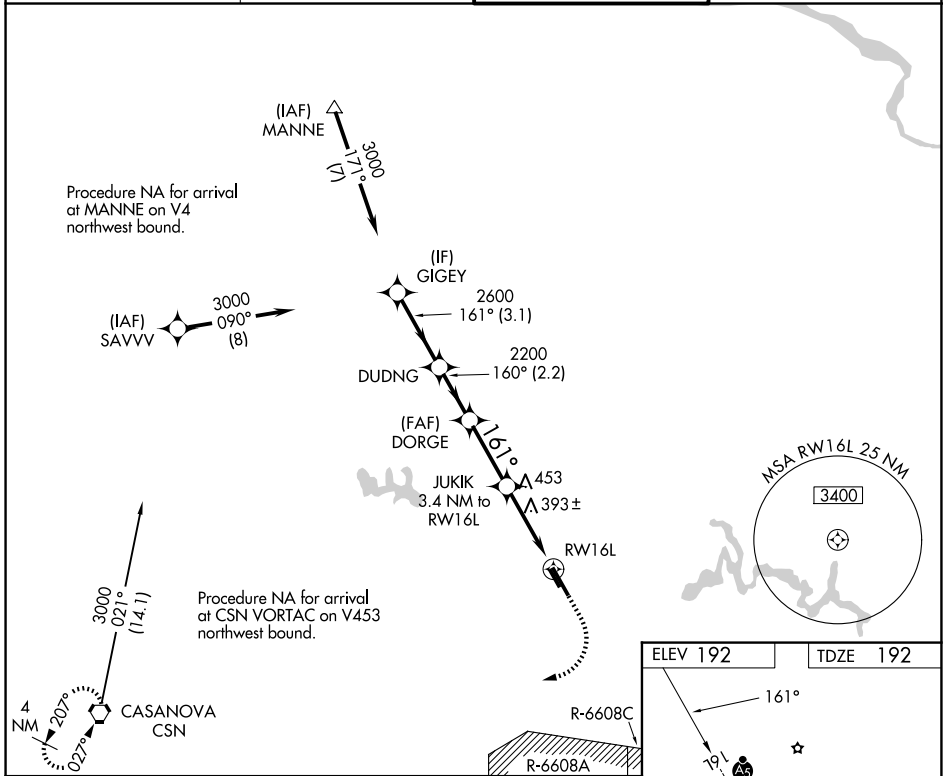 (IAF)
MANNE
3000
171°
(7)
Procedure NA for arrival
at MANNE on V4
northwest bound.
(IF)
GIGEY
2600
161° (3.1)
3000
090°
(8)
(IAF)
SAVVV
2200
160° (2.2)
DUDNG
(FAF)
DORGE
161°
JUKIK
3.4 NM to
RW16L
453
393±
RW16L
MSA RW16L 25 NM
3400
3000
021°
(14.1)
Procedure NA for arrival
at CSN VORTAC on V453
northwest bound.
4
NM
207°
027°
CASANOVA
CSN
R-6608C
R-6608A
ELEV 192
TDZE 192
161°
16L
A5